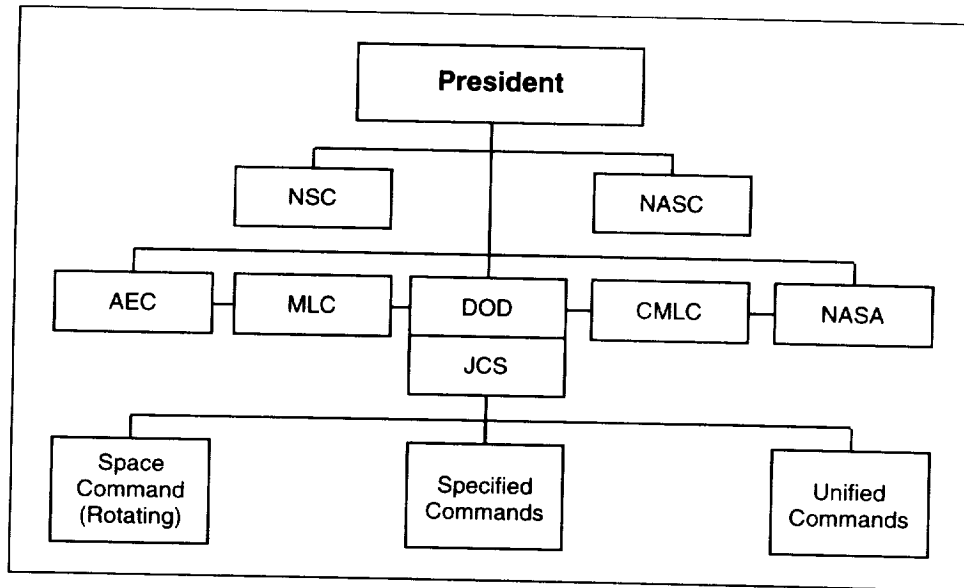 President
NSC
NASC
AEC
MLC
DOD
CMLC
NASA
JCS
Space
Command
(Rotating)
Specified
Commands
Unified
Commands